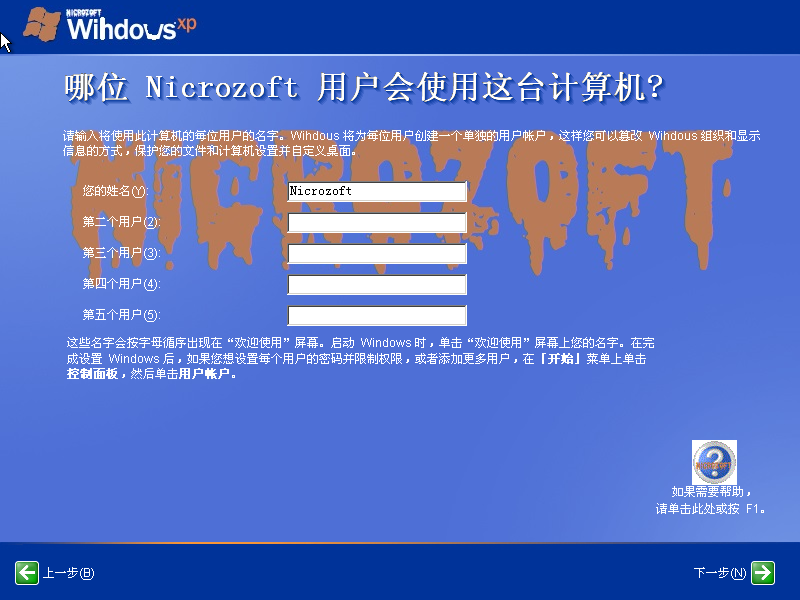 NICROZOFT
Wihdous xp
哪位 Nicrozoft 用户会使用这台计算机?
请输入将使用此计算机的每位用户的名字。Wihdous 将为每位用户创建一个单独的用户帐户，这样您可以篡改 Wihdous 组织和显示
信息的方式，保护您的文件和计算机设置并自定义桌面。
NICROZOFT
您的姓名(Y):
Nicrozoft
第二个用户(2):
第三个用户(3):
第四个用户(4):
第五个用户(5):
这些名字会按字母循序出现在“欢迎使用”屏幕。启动 Windows 时，单击“欢迎使用”屏幕上您的名字。在完
成设置 Windows 后，如果您想设置每个用户的密码并限制权限，或者添加更多用户，在「开始」菜单上单击
控制面板，然后单击用户帐户。
如果需要帮助，
请单击此处或按 F1。
上一步(B)
下一步(N)